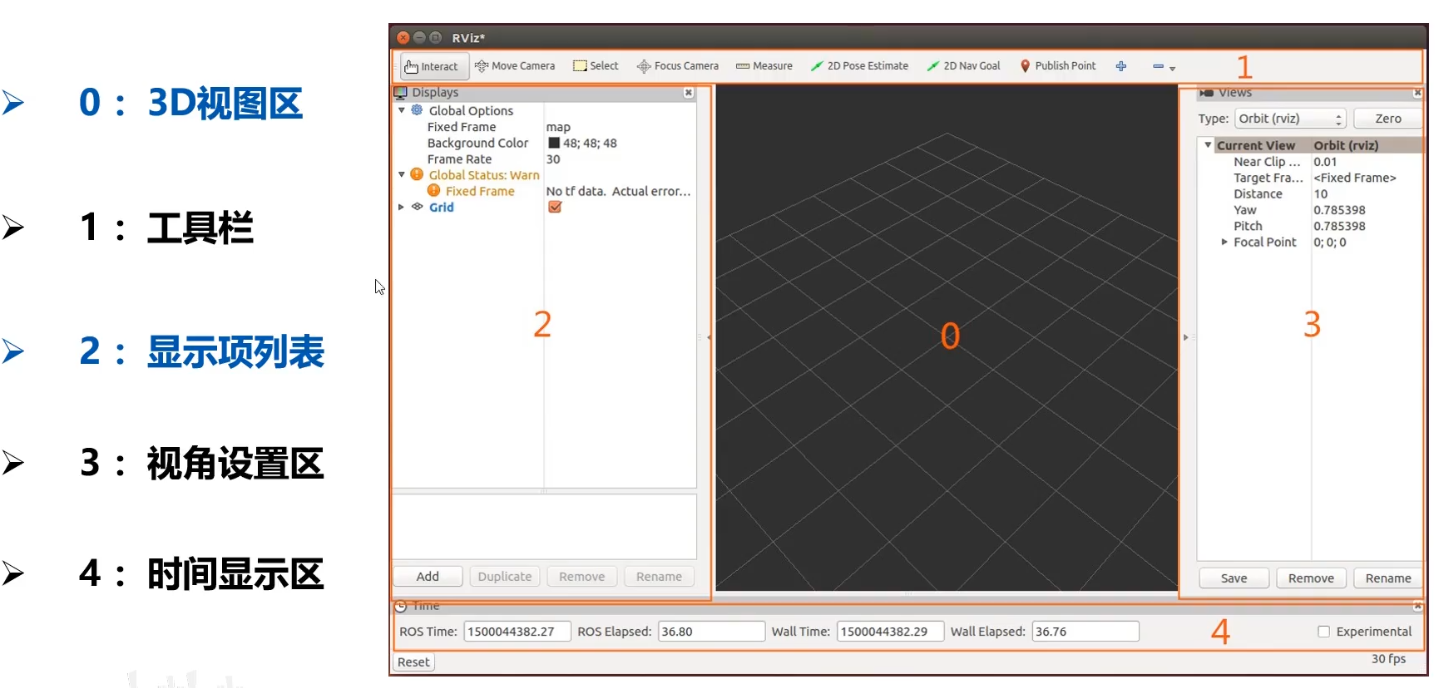 0： 3D视图区
1： 工具栏
2： 显示项列表
3： 视角设置区
4： 时间显示区
RViz*
Interact Move Camera Select Focus Camera Measure 2D Pose Estimate 2D Nav Goal Publish Point
1
Displays
Global Options
Fixed Frame map
Background Color 48; 48; 48
Frame Rate 30
Global Status: Warn
Fixed Frame No tf data. Actual error...
Grid
2
Add Duplicate Remove Rename
0
Views
Type: Orbit (rviz) Zero
Current View Orbit (rviz)
Near Clip ... 0.01
Target Fra... <Fixed Frame>
Distance 10
Yaw 0.785398
Pitch 0.785398
Focal Point 0; 0; 0
3
Save Remove Rename
Time
ROS Time: 1500044382.27 ROS Elapsed: 36.80 Wall Time: 1500044382.29 Wall Elapsed: 36.76 Experimental
4
Reset 30 fps